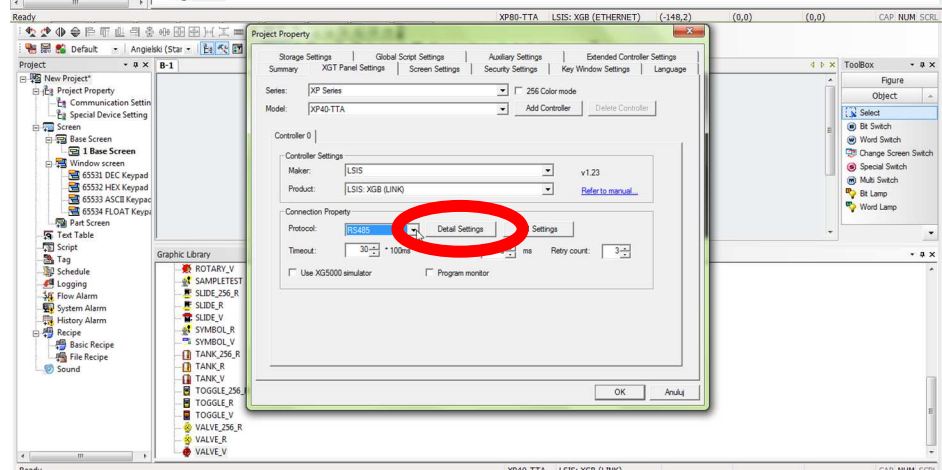 Ready XP80-TTA LSIS: XGB (ETHERNET) (-148,2) (0,0) (0,0) CAP NUM SCRL
Default Angielski (Star
Project
New Project*
Project Property
Communication Settin
Special Device Setting
Screen
Base Screen
1 Base Screen
Window screen
65531 DEC Keypad
65532 HEX Keypad
65533 ASCII Keypac
65534 FLOAT Keypa
Part Screen
Text Table
Script
Tag
Schedule
Logging
Flow Alarm
System Alarm
History Alarm
Recipe
Basic Recipe
File Recipe
Sound
B-1
Project Property
Storage Settings Global Script Settings Auxiliary Settings Extended Controller Settings
Summary XGT Panel Settings Screen Settings Security Settings Key Window Settings Language
Series: XP Series 256 Color mode
Model: XP40-TTA Add Controller Delete Controller
Controller 0
Controller Settings
Maker: LSIS v1.23
Product: LSIS: XGB (LINK) Refer to manual...
Connection Property
Protocol: RS485 Detail Settings Settings
Timeout: 30 * 100ms ms Retry count: 3
Use XG5000 simulator Program monitor
OK Anuluj
Graphic Library
ROTARY_V
SAMPLETEST
SLIDE_256_R
SLIDE_R
SLIDE_V
SYMBOL_R
SYMBOL_V
TANK_256_R
TANK_R
TANK_V
TOGGLE_256_
TOGGLE_R
TOGGLE_V
VALVE_256_R
VALVE_R
VALVE_V
ToolBox
Figure
Object
Select
Bit Switch
Word Switch
Change Screen Switch
Special Switch
Multi Switch
Bit Lamp
Word Lamp
Ready XP40-TTA LSIS: XGB (LINK) CAP NUM SCRL